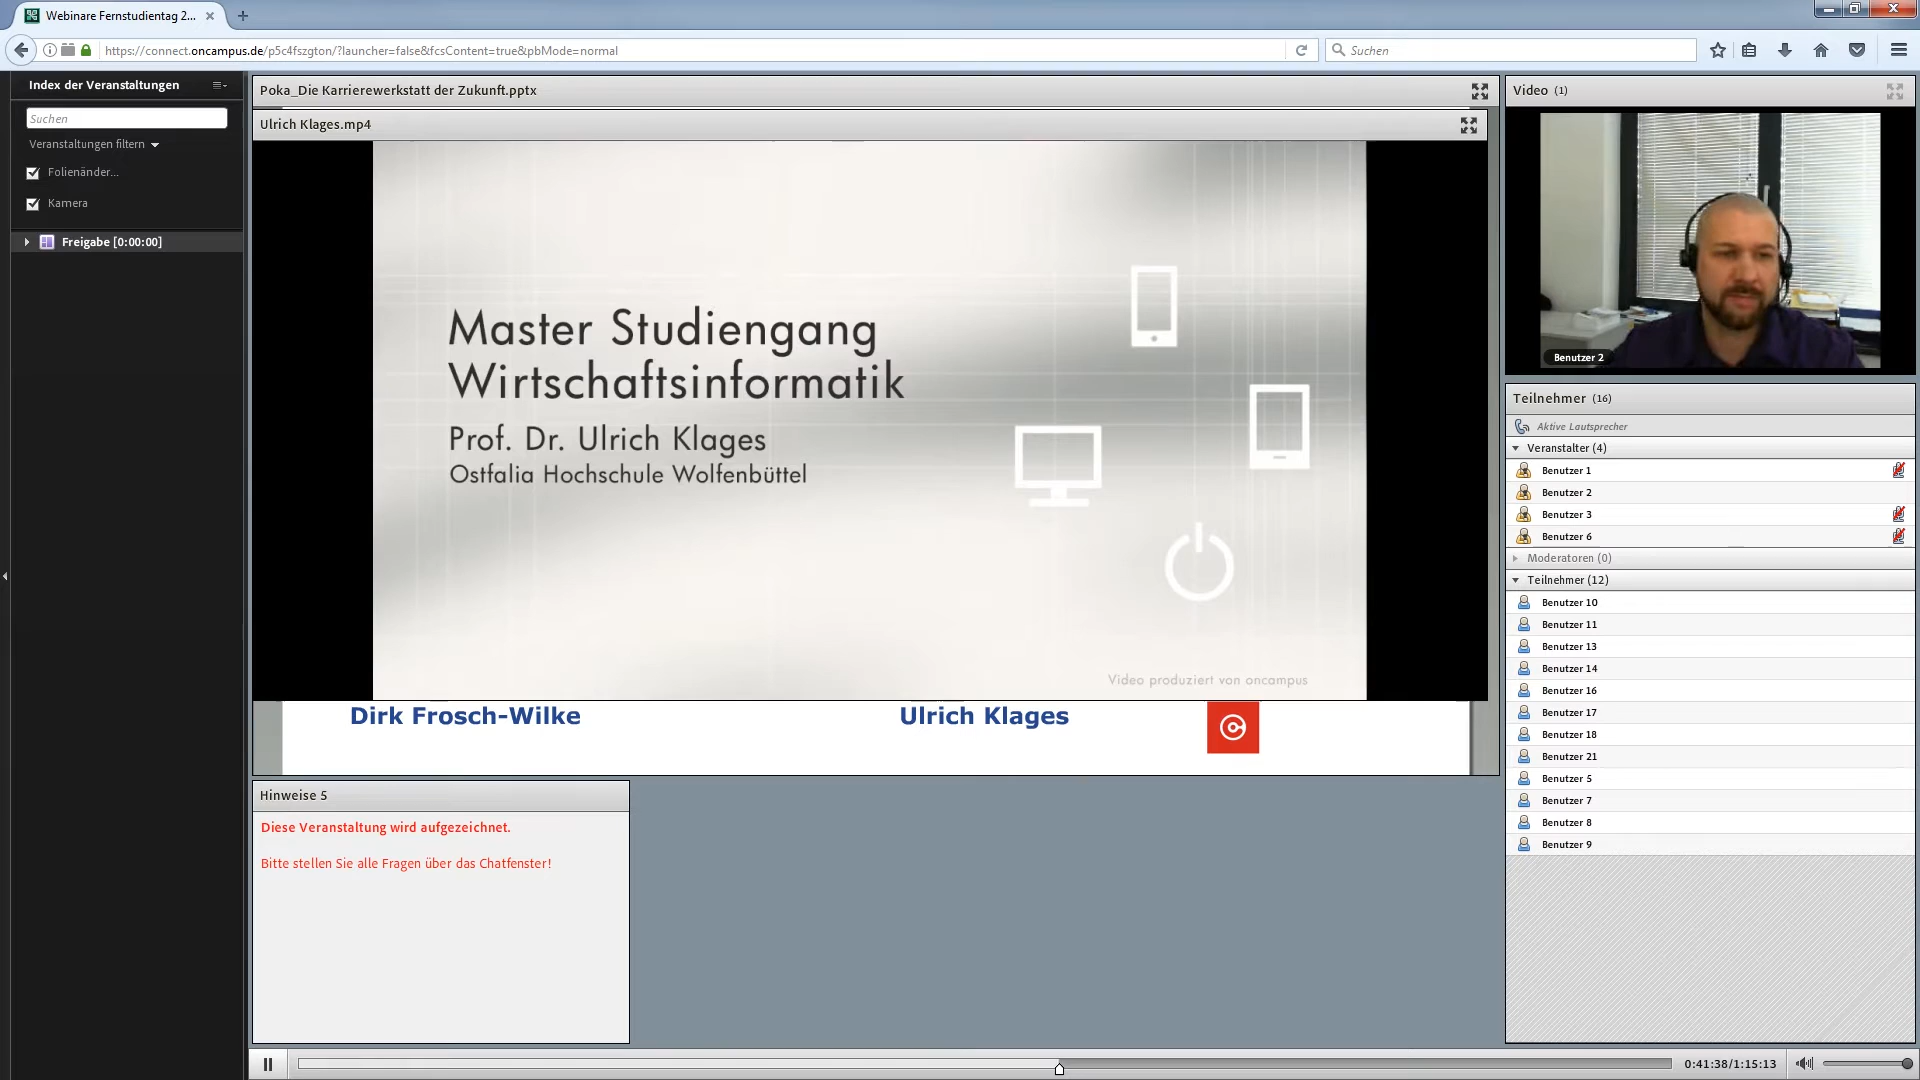 Webinare Fernstudientag 2...
https://connect.oncampus.de/p5c4fszgton/?launcher=false&fcsContent=true&pbMode=normal
Suchen
Index der Veranstaltungen
Suchen
Veranstaltungen filtern
Folienänder...
Kamera
Freigabe [0:00:00]
Poka_Die Karrierewerkstatt der Zukunft.pptx
Ulrich Klages.mp4
Master Studiengang
Wirtschaftsinformatik
Prof. Dr. Ulrich Klages
Ostfalia Hochschule Wolfenbüttel
Video produziert von oncampus
Dirk Frosch-Wilke
Ulrich Klages
Hinweise 5
Diese Veranstaltung wird aufgezeichnet.
Bitte stellen Sie alle Fragen über das Chatfenster!
Video (1)
Benutzer 2
Teilnehmer (16)
Aktive Lautsprecher
Veranstalter (4)
Benutzer 1
Benutzer 2
Benutzer 3
Benutzer 6
Moderatoren (0)
Teilnehmer (12)
Benutzer 10
Benutzer 11
Benutzer 13
Benutzer 14
Benutzer 16
Benutzer 17
Benutzer 18
Benutzer 21
Benutzer 5
Benutzer 7
Benutzer 8
Benutzer 9
0:41:38/1:15:13